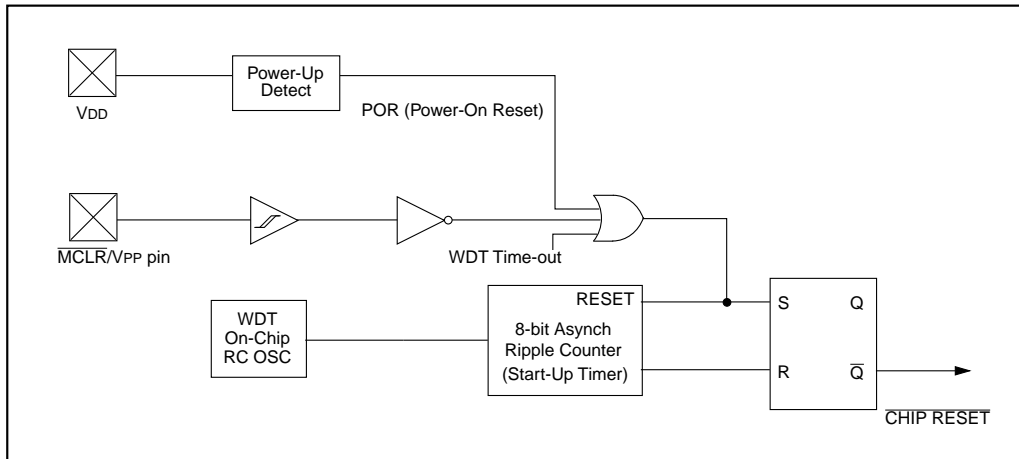 Power-Up
Detect
VDD
POR (Power-On Reset)
MCLR/VPP pin
WDT Time-out
WDT
On-Chip
RC OSC
RESET
8-bit Asynch
Ripple Counter
(Start-Up Timer)
S
Q
R
Q̅
CHIP RESET